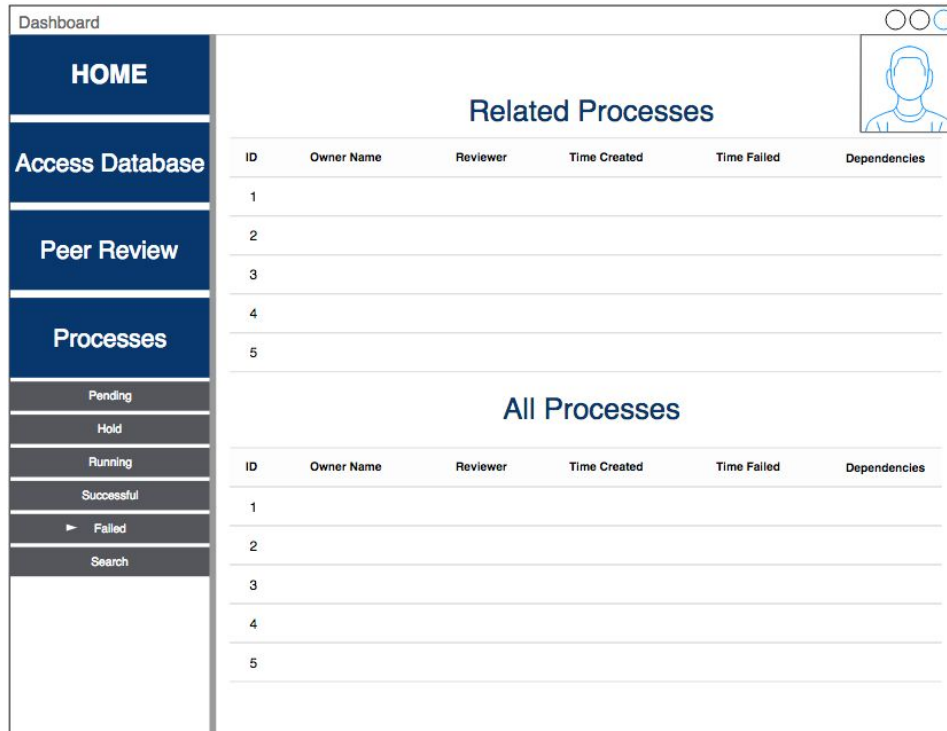 Dashboard
HOME
Access Database
Peer Review
Processes
Pending
Hold
Running
Successful
Failed
Search
Related Processes
ID Owner Name Reviewer Time Created Time Failed Dependencies
1
2
3
4
5
All Processes
ID Owner Name Reviewer Time Created Time Failed Dependencies
1
2
3
4
5